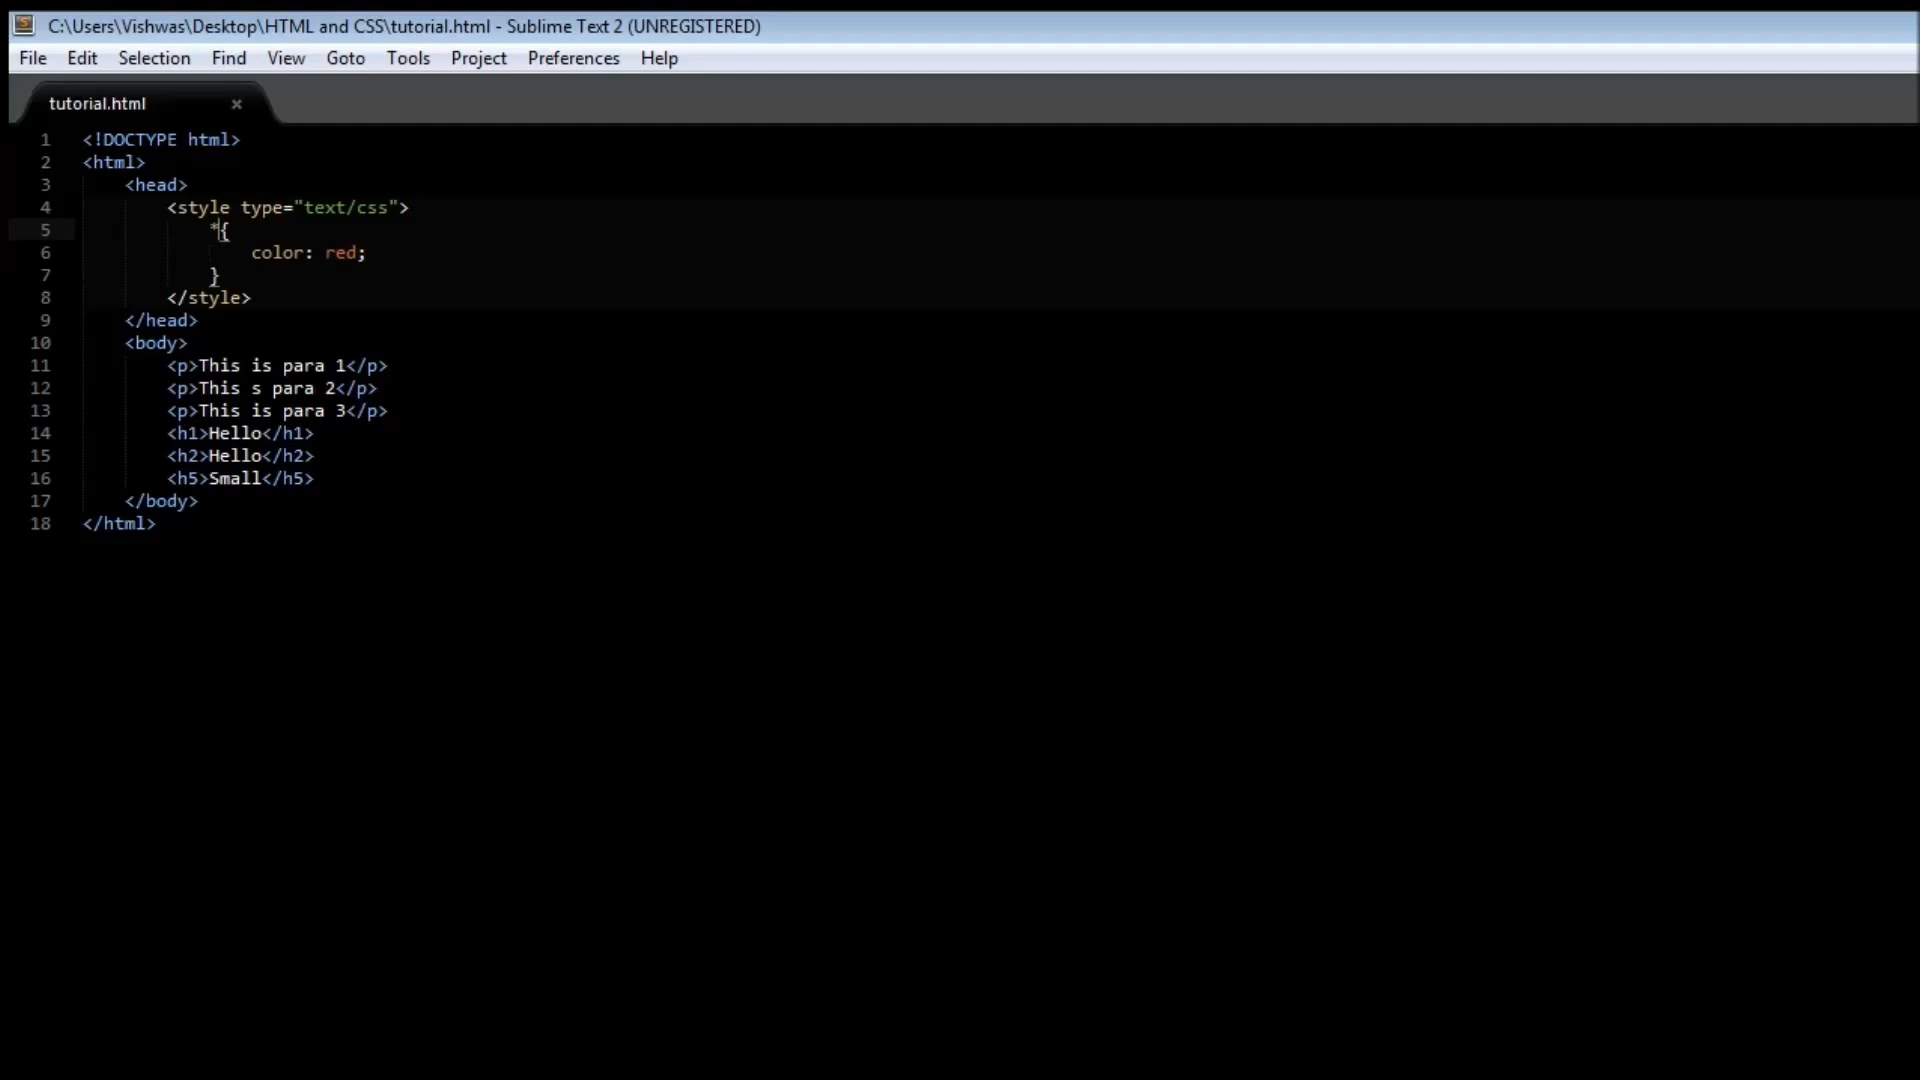 C:\Users\Vishwas\Desktop\HTML and CSS\tutorial.html - Sublime Text 2 (UNREGISTERED)
File Edit Selection Find View Goto Tools Project Preferences Help
tutorial.html ×
1 <!DOCTYPE html>
2 <html>
3 <head>
4 <style type="text/css">
5 *{
6 color: red;
7 }
8 </style>
9 </head>
10 <body>
11 <p>This is para 1</p>
12 <p>This s para 2</p>
13 <p>This is para 3</p>
14 <h1>Hello</h1>
15 <h2>Hello</h2>
16 <h5>Small</h5>
17 </body>
18 </html>